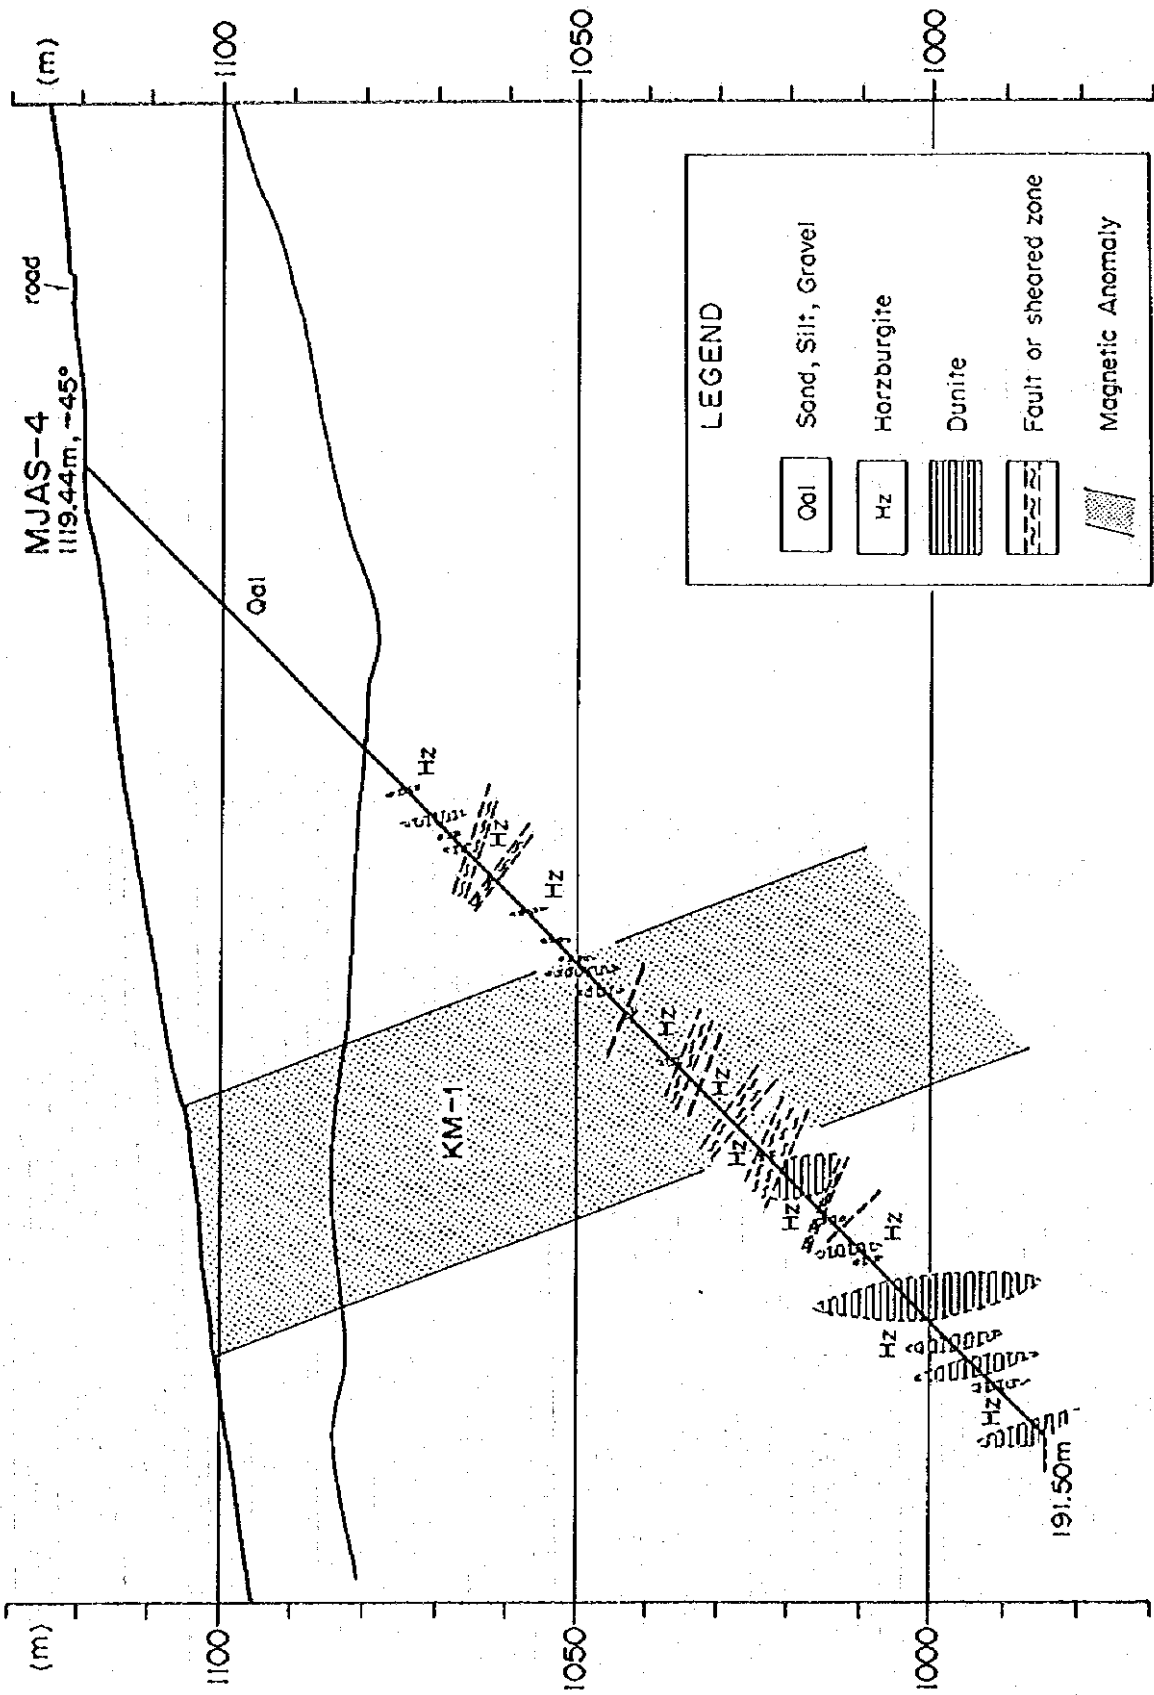 (m)
1100
1050
1000
MJAS-4
1119.44m, -45°
road
Qal
Hz
Hz
Hz
KM-1
Hz
Hz
Hz
Hz
Hz
Hz
Hz
191.50m
LEGEND
Qal Sand, Silt, Gravel
Hz Harzburgite
Dunite
Fault or sheared zone
Magnetic Anomaly
(m)
1100
1050
1000